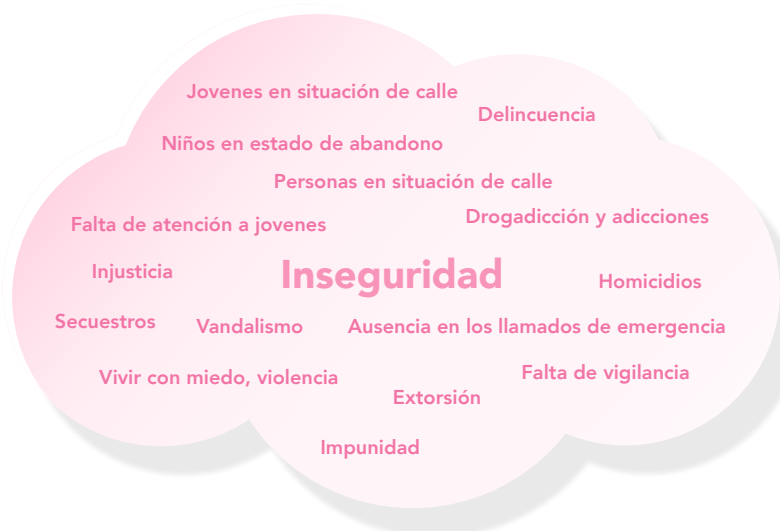 Jovenes en situación de calle
Delincuencia
Niños en estado de abandono
Personas en situación de calle
Drogadicción y adicciones
Falta de atención a jovenes
Injusticia
Inseguridad
Homicidios
Secuestros
Vandalismo
Ausencia en los llamados de emergencia
Vivir con miedo, violencia
Falta de vigilancia
Extorsión
Impunidad